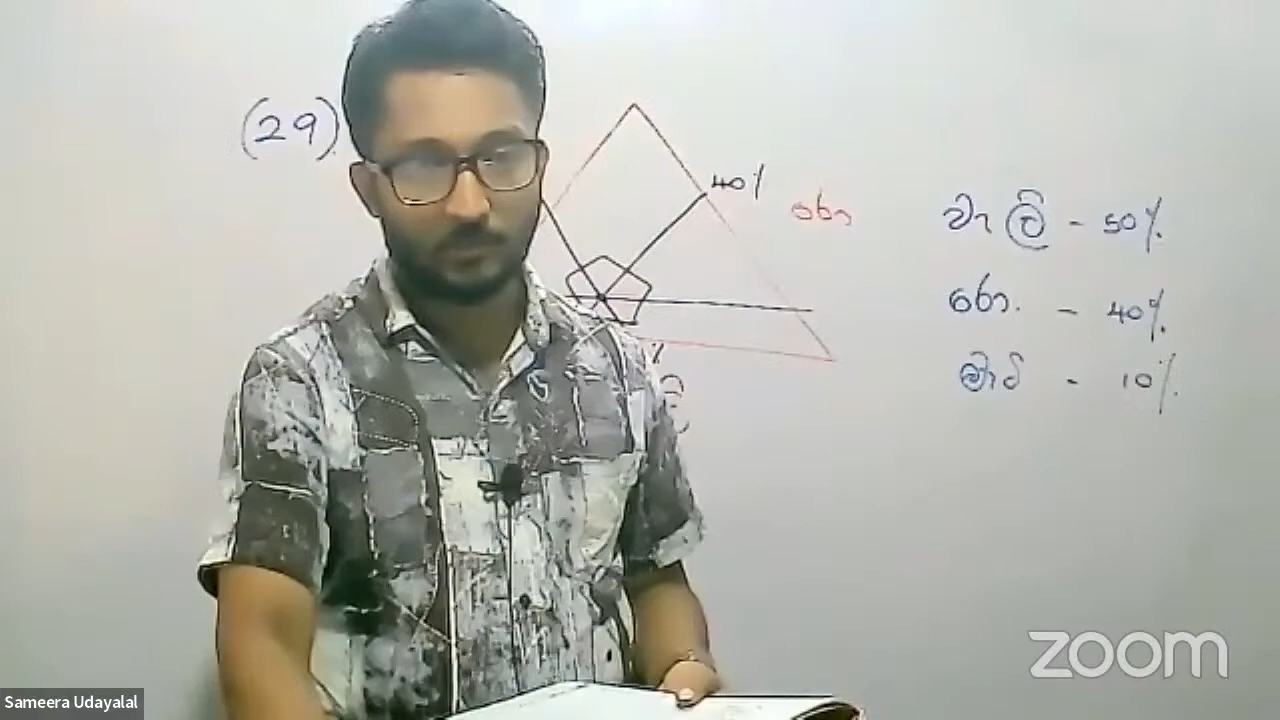 (29).
40%
රොන
වැලි - 50%.
රොන. - 40%.
මැටි - 10%.
zoom
Sameera Udayalal